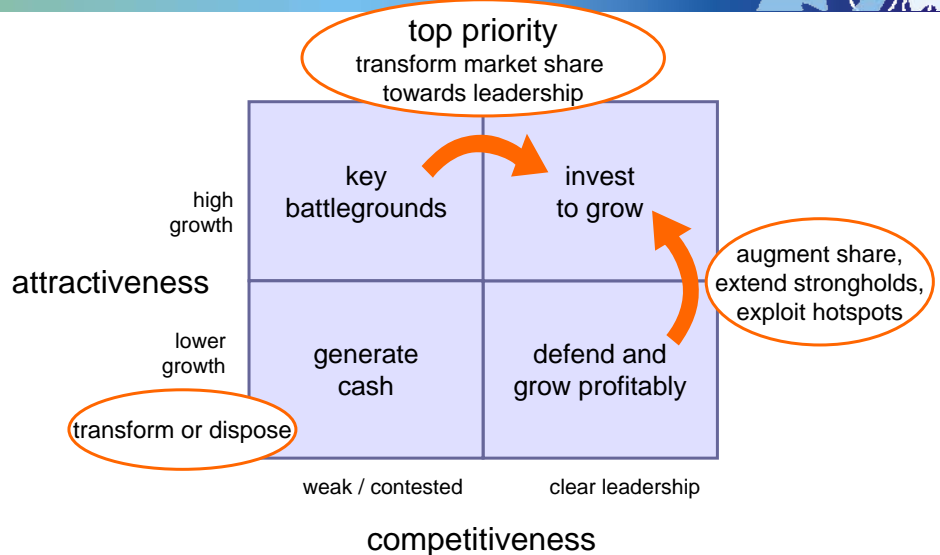 top priority
transform market share
towards leadership
key
battlegrounds
invest
to grow
high
growth
augment share,
extend strongholds,
exploit hotspots
attractiveness
lower
growth
generate
cash
defend and
grow profitably
transform or dispose
weak / contested
clear leadership
competitiveness